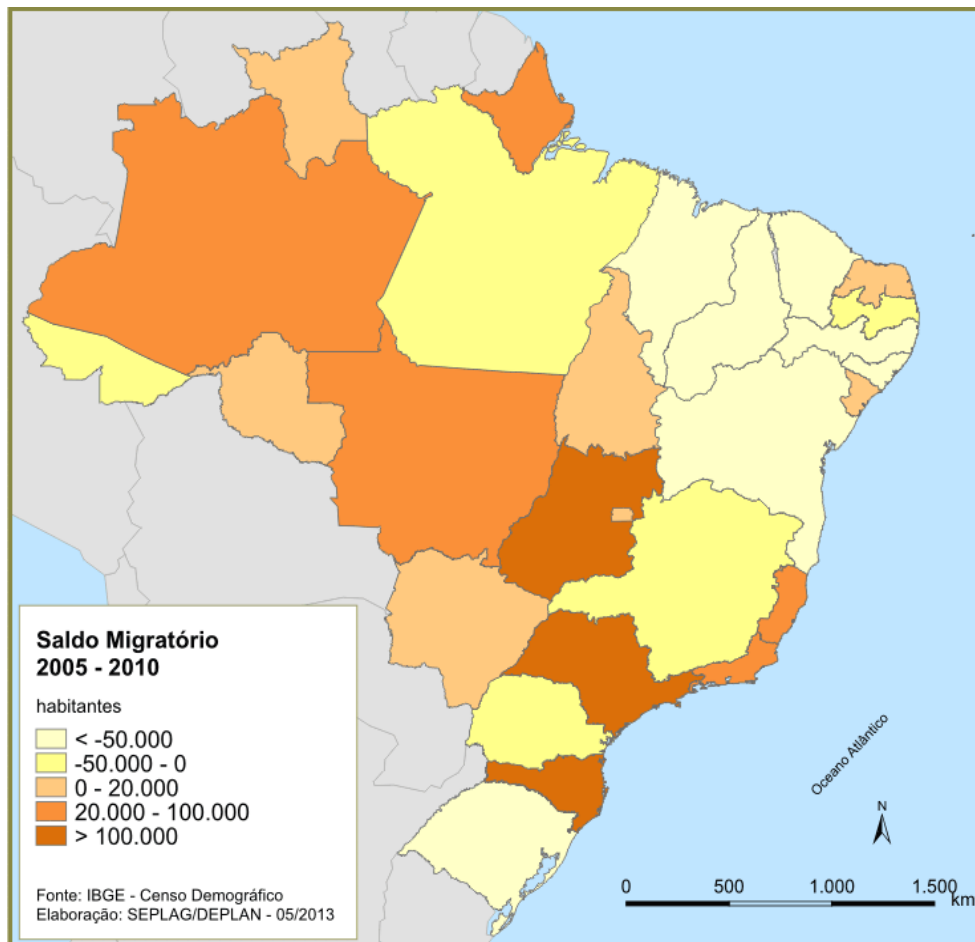 Saldo Migratório
2005 - 2010
habitantes
< -50.000
-50.000 - 0
0 - 20.000
20.000 - 100.000
> 100.000
Fonte: IBGE - Censo Demográfico
Elaboração: SEPLAG/DEPLAN - 05/2013
Oceano Atlântico
N
0 500 1.000 1.500
km